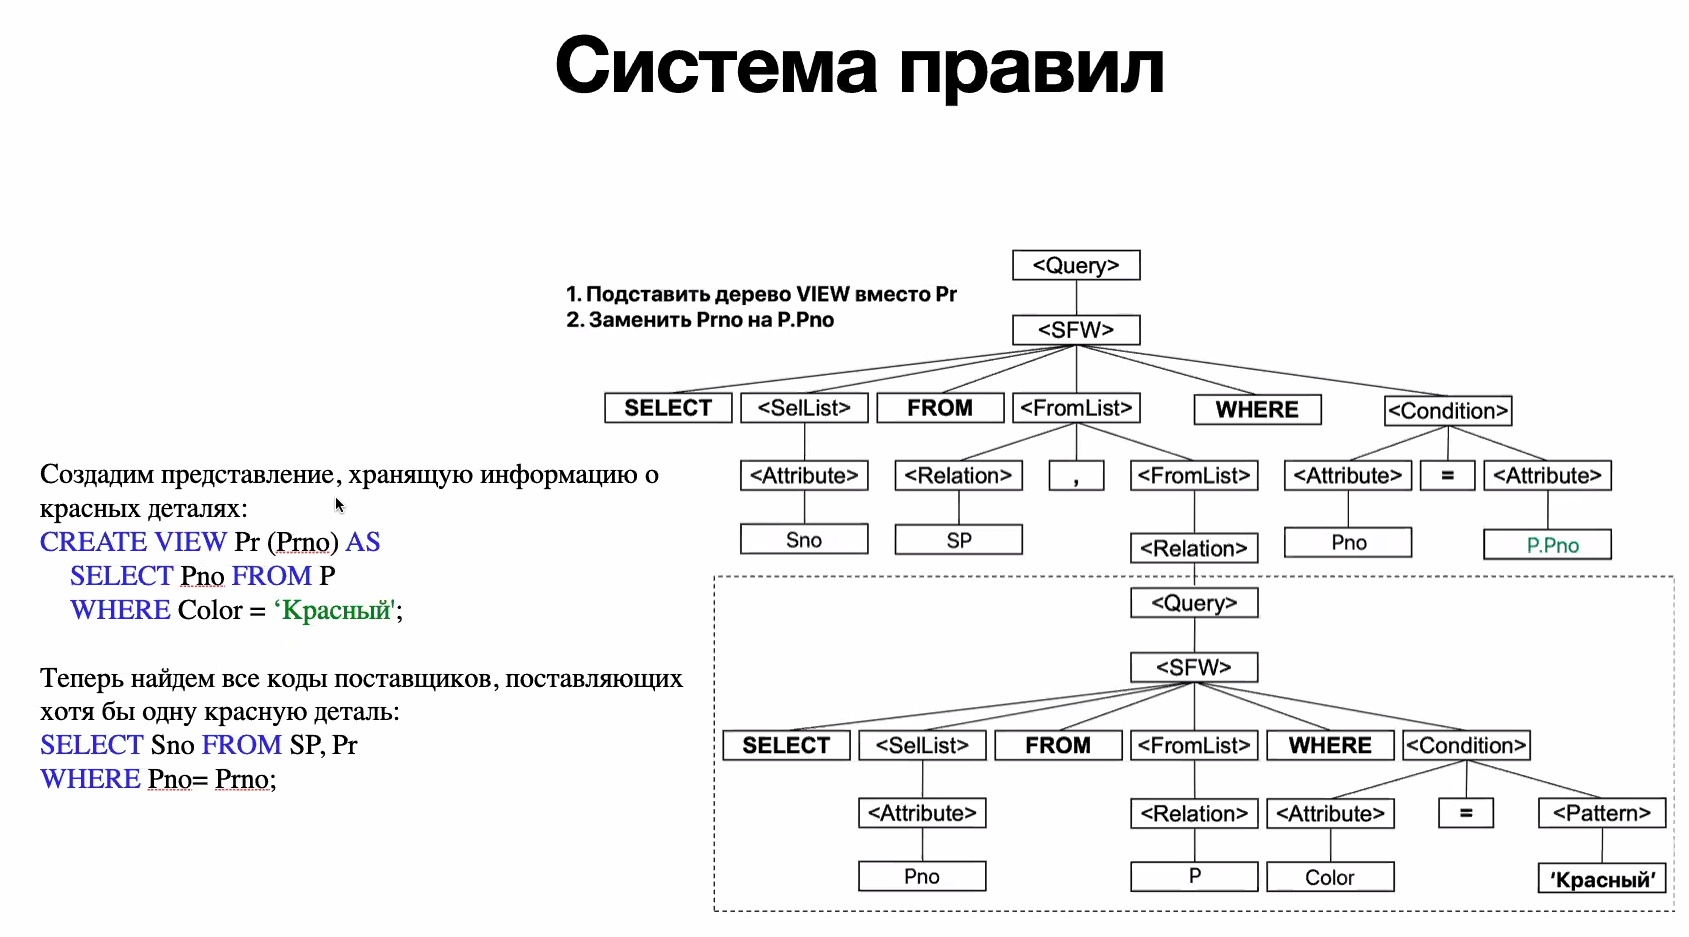 Система правил
1. Подставить дерево VIEW вместо Pr
2. Заменить Prno на P.Pno
Создадим представление, хранящую информацию о
красных деталях:
CREATE VIEW Pr (Prno) AS
SELECT Pno FROM P
WHERE Color = ‘Красный';
Теперь найдем все коды поставщиков, поставляющих
хотя бы одну красную деталь:
SELECT Sno FROM SP, Pr
WHERE Pno= Prno;
<Query>
<SFW>
SELECT <SelList> FROM <FromList> WHERE <Condition>
<Attribute> <Relation> , <FromList> <Attribute> = <Attribute>
Sno SP <Relation> Pno P.Pno
<Query>
<SFW>
SELECT <SelList> FROM <FromList> WHERE <Condition>
<Attribute> <Relation> <Attribute> = <Pattern>
Pno P Color ‘Красный’